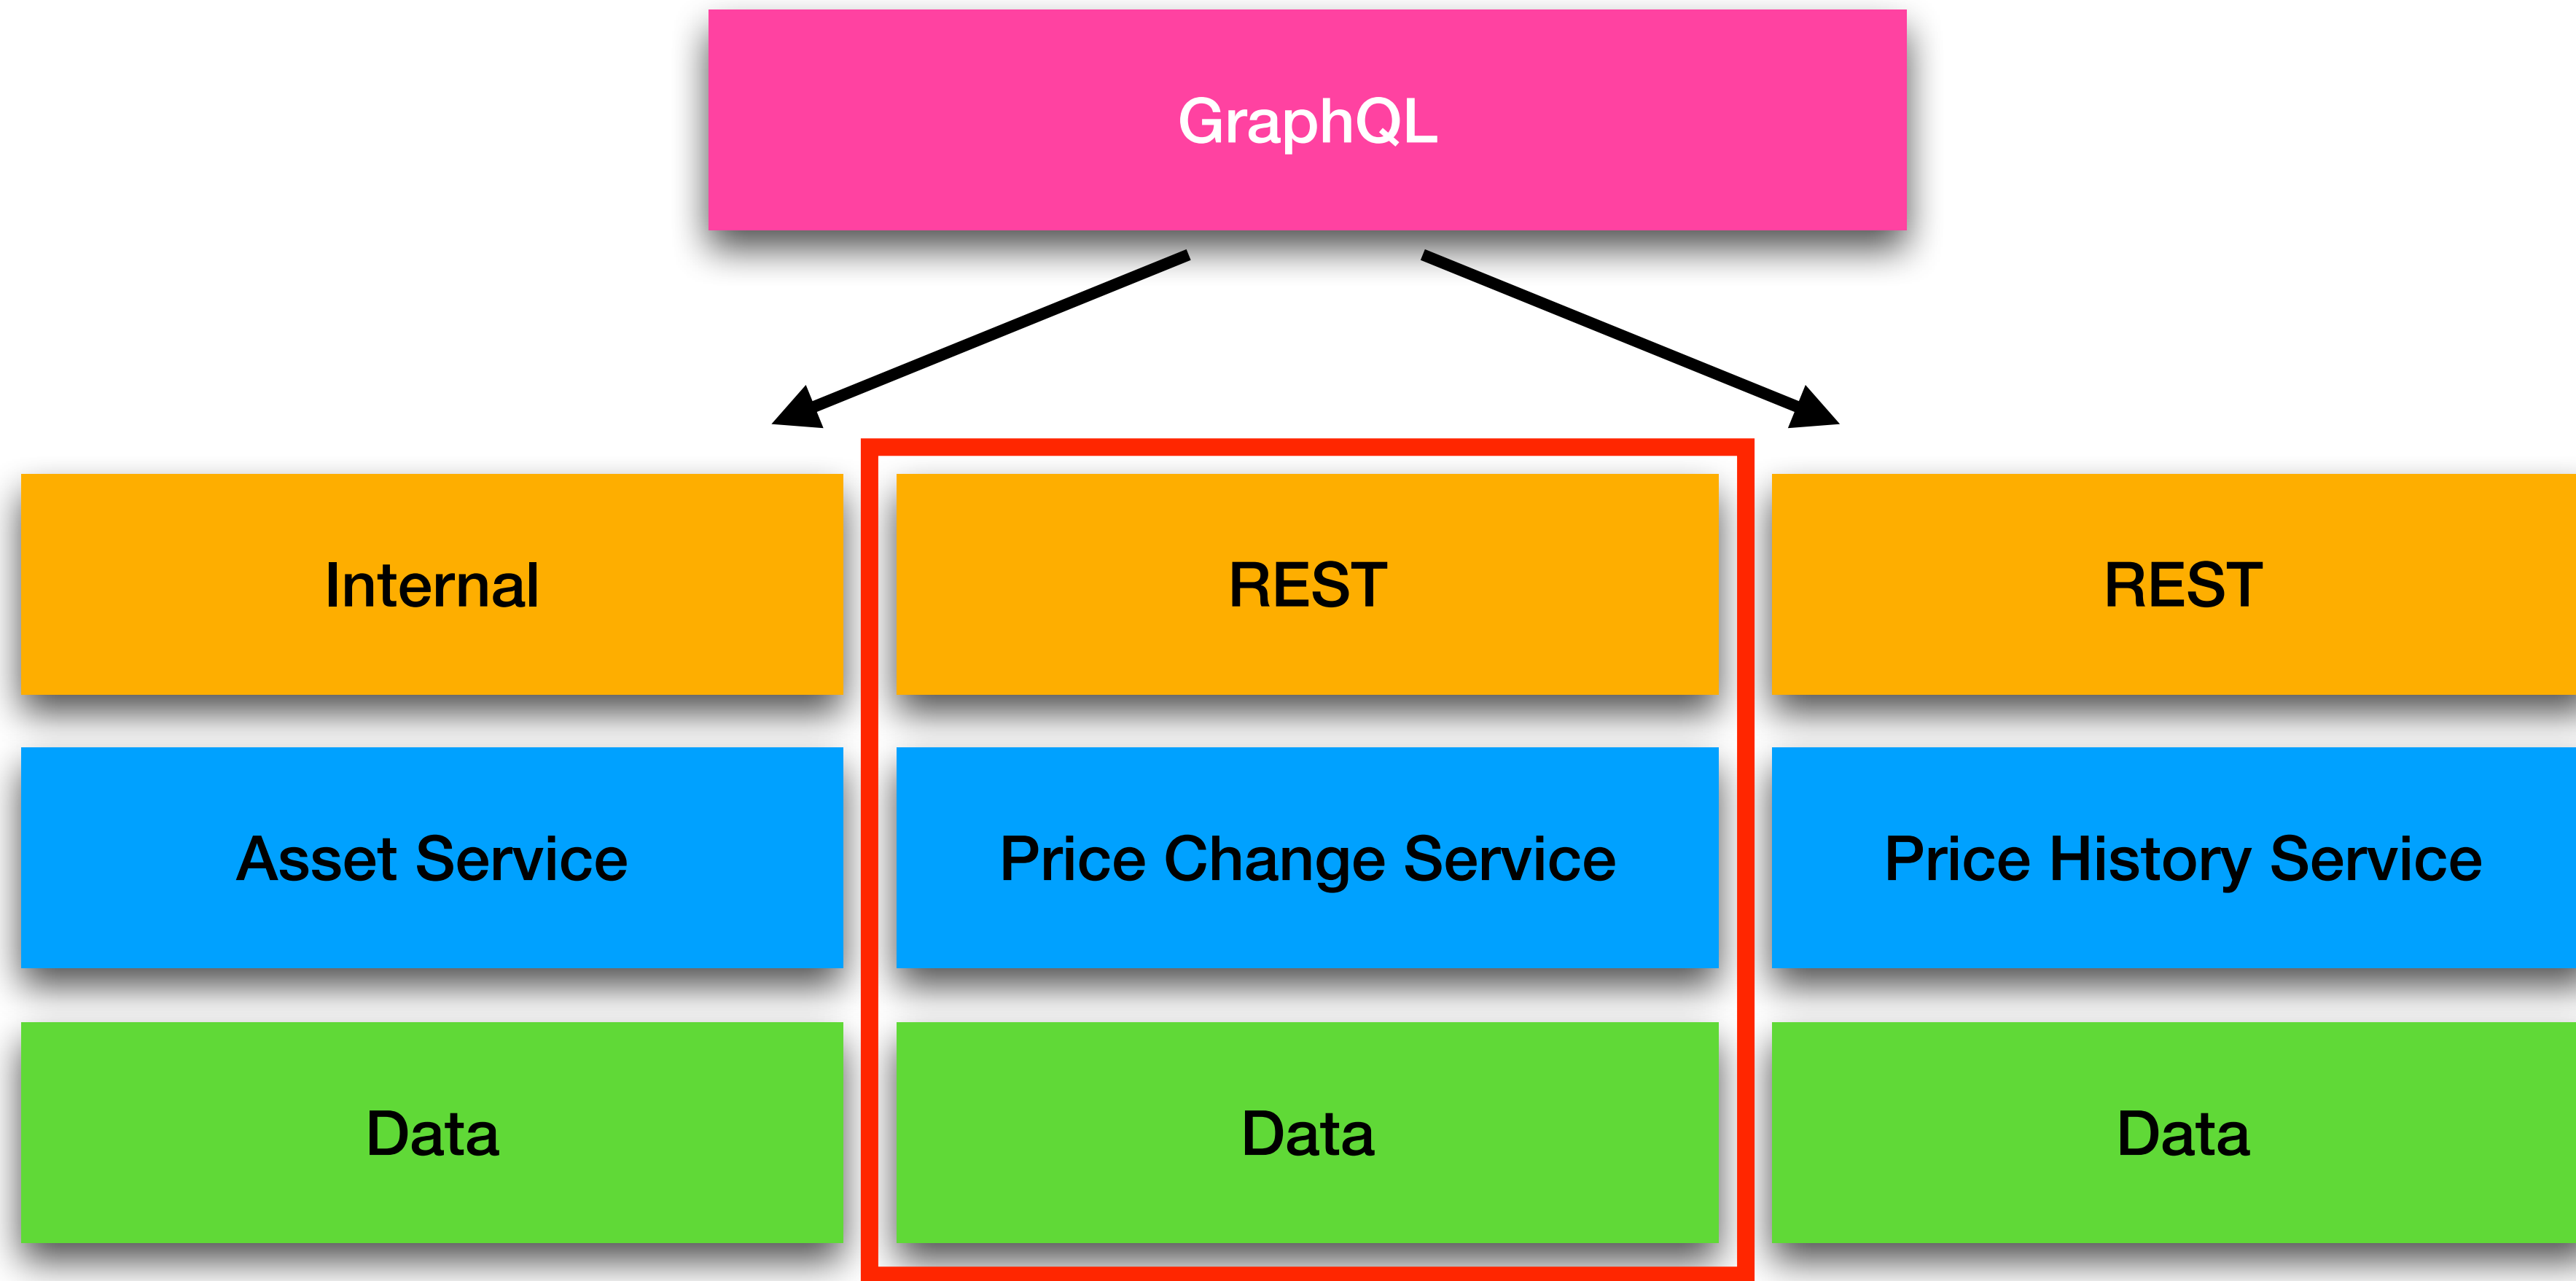 GraphQL
Internal
REST
REST
Asset Service
Price Change Service
Price History Service
Data
Data
Data